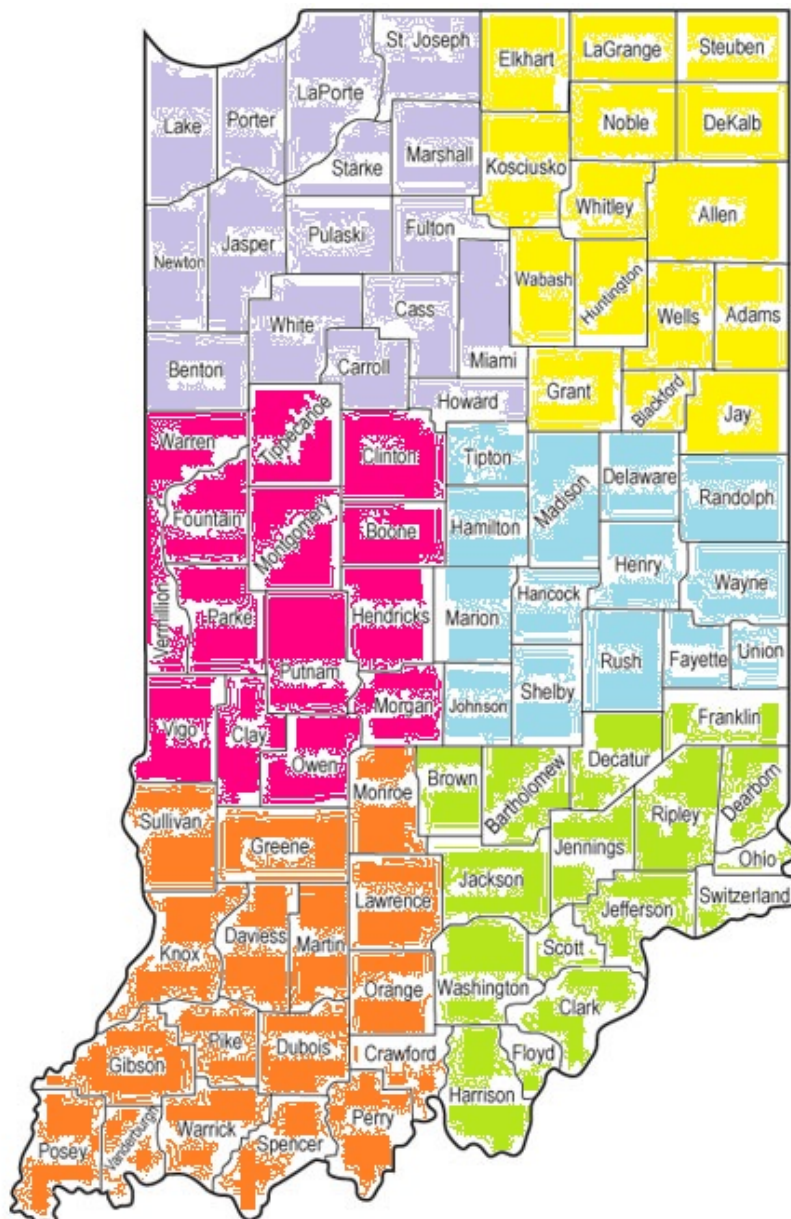 St. Joseph
Elkhart
LaGrange
Steuben
LaPorte
Lake
Porter
Noble
DeKalb
Starke
Marshall
Kosciusko
Whitley
Allen
Newton
Jasper
Pulaski
Fulton
Wabash
Huntington
Wells
Adams
White
Cass
Miami
Benton
Carroll
Howard
Grant
Blackford
Jay
Warren
Tippecanoe
Clinton
Tipton
Madison
Delaware
Randolph
Fountain
Montgomery
Boone
Hamilton
Henry
Wayne
Vermillion
Parke
Putnam
Hendricks
Marion
Hancock
Rush
Fayette
Union
Vigo
Clay
Owen
Morgan
Johnson
Shelby
Franklin
Sullivan
Greene
Monroe
Brown
Bartholomew
Decatur
Ripley
Dearborn
Jennings
Ohio
Switzerland
Knox
Daviess
Martin
Lawrence
Jackson
Jefferson
Scott
Orange
Washington
Clark
Gibson
Pike
Dubois
Crawford
Floyd
Harrison
Posey
Vanderburgh
Warrick
Spencer
Perry